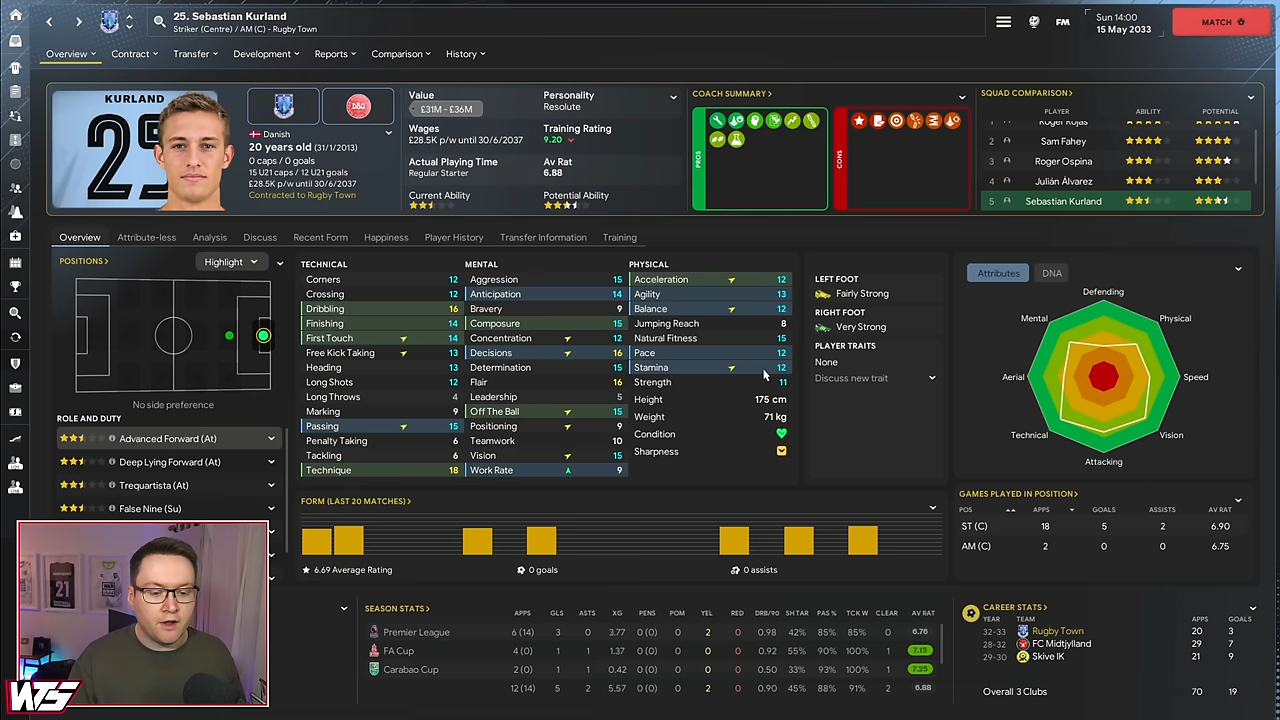 25. Sebastian Kurland
Striker (Centre) / AM (C) - Rugby Town
FM
Sun 14:00
15 May 2033
MATCH
Overview
Contract
Transfer
Development
Reports
Comparison
History
KURLAND
25
DBU
Danish
20 years old (31/1/2013)
0 caps / 0 goals
15 U21 caps / 12 U21 goals
£28.5K p/w until 30/6/2037
Contracted to Rugby Town
Value
£31M - £36M
Wages
£28.5K p/w until 30/6/2037
Actual Playing Time
Regular Starter
Current Ability
Personality
Resolute
Training Rating
9.20
Av Rat
6.88
Potential Ability
COACH SUMMARY >
PROS
CONS
SQUAD COMPARISON >
PLAYER ABILITY POTENTIAL
1 Roger Rojas
2 Sam Fahey
3 Roger Ospina
4 Julián Álvarez
5 Sebastian Kurland
Overview
Attribute-less
Analysis
Discuss
Recent Form
Happiness
Player History
Transfer Information
Training
POSITIONS >
Highlight
No side preference
ROLE AND DUTY
Advanced Forward (At)
Deep Lying Forward (At)
Trequartista (At)
False Nine (Su)
TECHNICAL
Corners 12
Crossing 12
Dribbling 16
Finishing 14
First Touch 14
Free Kick Taking 13
Heading 13
Long Shots 12
Long Throws 4
Marking 9
Passing 15
Penalty Taking 6
Tackling 6
Technique 18
MENTAL
Aggression 15
Anticipation 14
Bravery 9
Composure 15
Concentration 12
Decisions 16
Determination 15
Flair 16
Leadership 5
Off The Ball 15
Positioning 9
Teamwork 10
Vision 15
Work Rate 9
PHYSICAL
Acceleration 12
Agility 13
Balance 12
Jumping Reach 8
Natural Fitness 15
Pace 12
Stamina 12
Strength 11
Height 175 cm
Weight 71 kg
Condition
Sharpness
LEFT FOOT
Fairly Strong
RIGHT FOOT
Very Strong
PLAYER TRAITS
None
Discuss new trait
Attributes
DNA
Defending
Physical
Speed
Vision
Attacking
Technical
Aerial
Mental
FORM (LAST 20 MATCHES) >
6.69 Average Rating
0 goals
0 assists
GAMES PLAYED IN POSITION >
POS APPS GOALS ASSISTS AV RAT
ST (C) 18 5 2 6.90
AM (C) 2 0 0 6.75
SEASON STATS >
APPS GLS ASTS XG PENS POM YEL RED DRB/90 SH TAR PAS % TCK W CLEAR AV RAT
Premier League 6 (14) 3 0 3.77 0 (0) 0 2 0 0.98 42% 85% 85% 0 6.76
FA Cup 4 (0) 1 1 1.37 0 (0) 0 0 0 0.92 55% 90% 100% 1 7.15
Carabao Cup 2 (0) 1 1 0.42 0 (0) 0 0 0 0.50 33% 93% 100% 1 7.25
12 (14) 5 2 5.57 0 (0) 0 2 0 0.90 45% 88% 91% 2 6.88
CAREER STATS >
YEAR TEAM APPS GOALS
32-33 Rugby Town 20 3
28-32 FC Midtjylland 29 7
29-30 Skive IK 21 9
Overall 3 Clubs 70 19
21
WTS